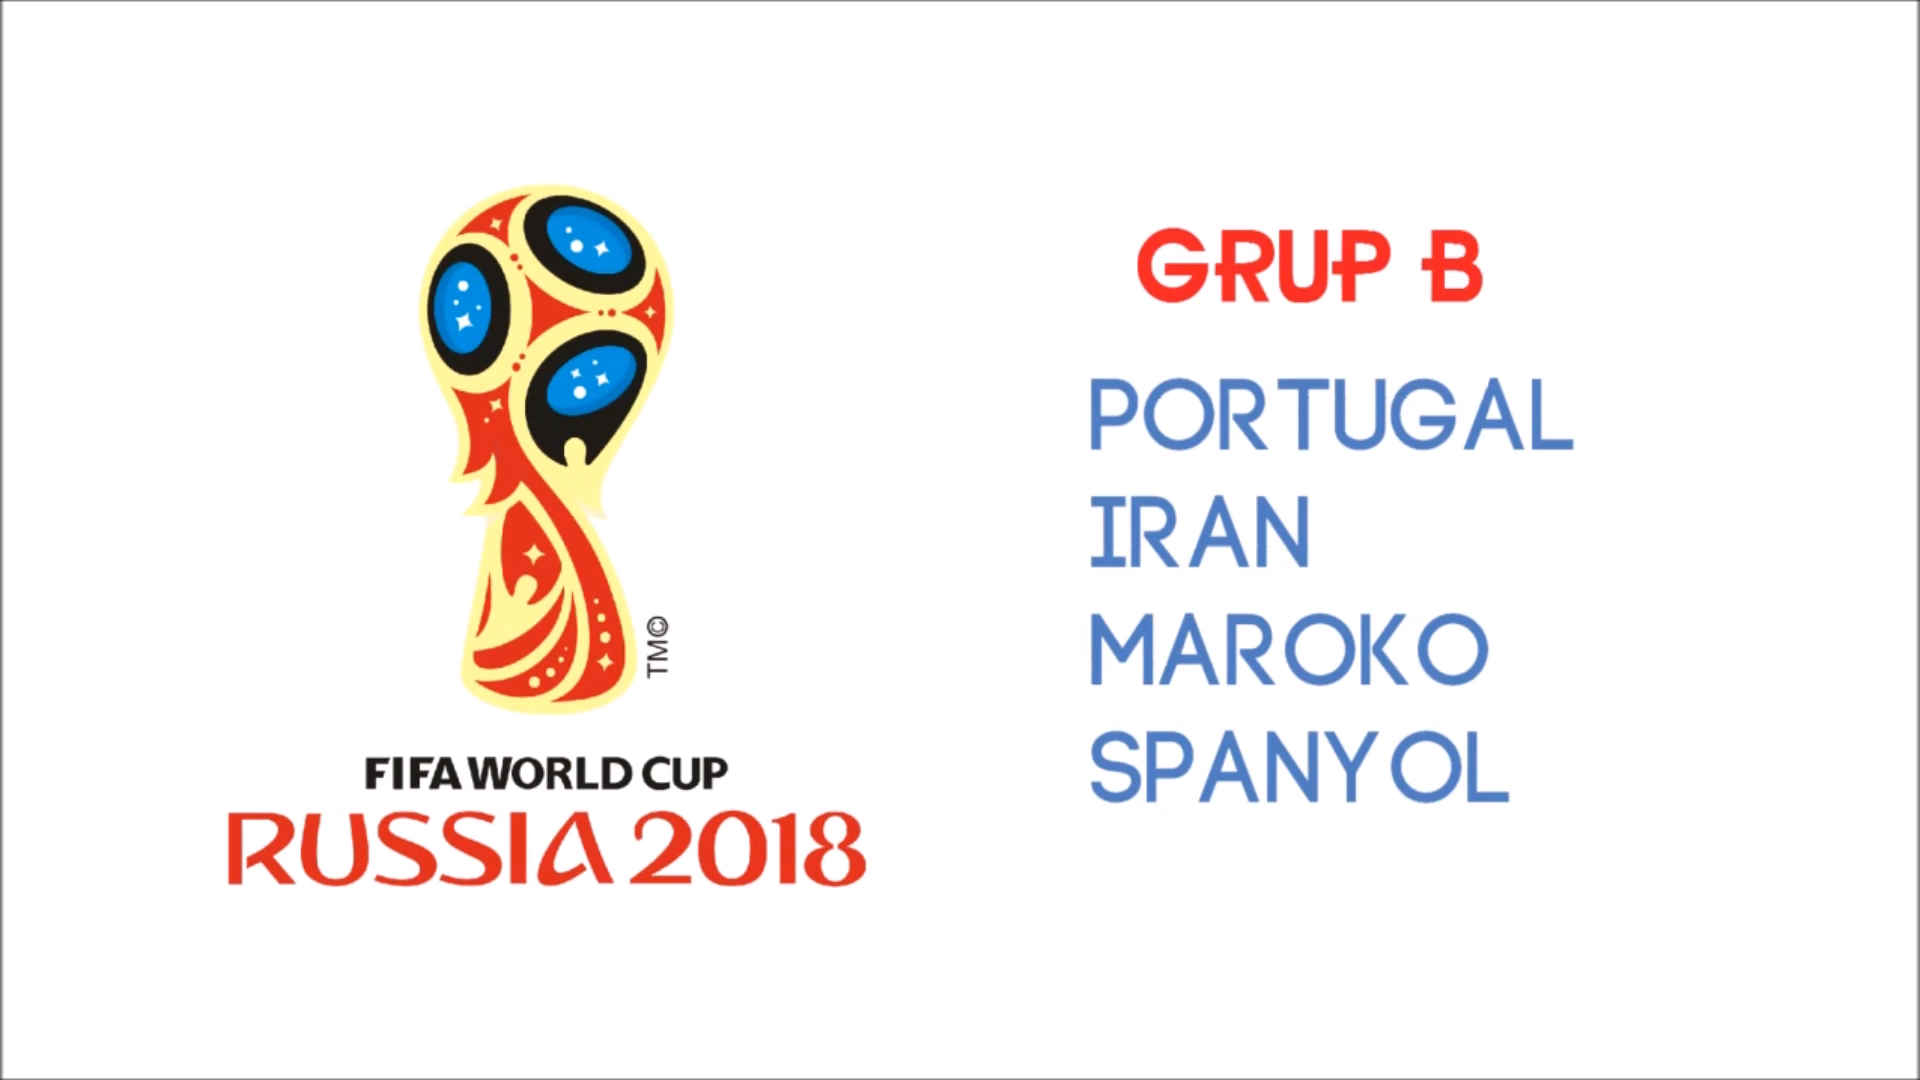 GRUP B
PORTUGAL
IRAN
MAROKO
SPANYOL
TM©
FIFA WORLD CUP
RUSSIA 2018